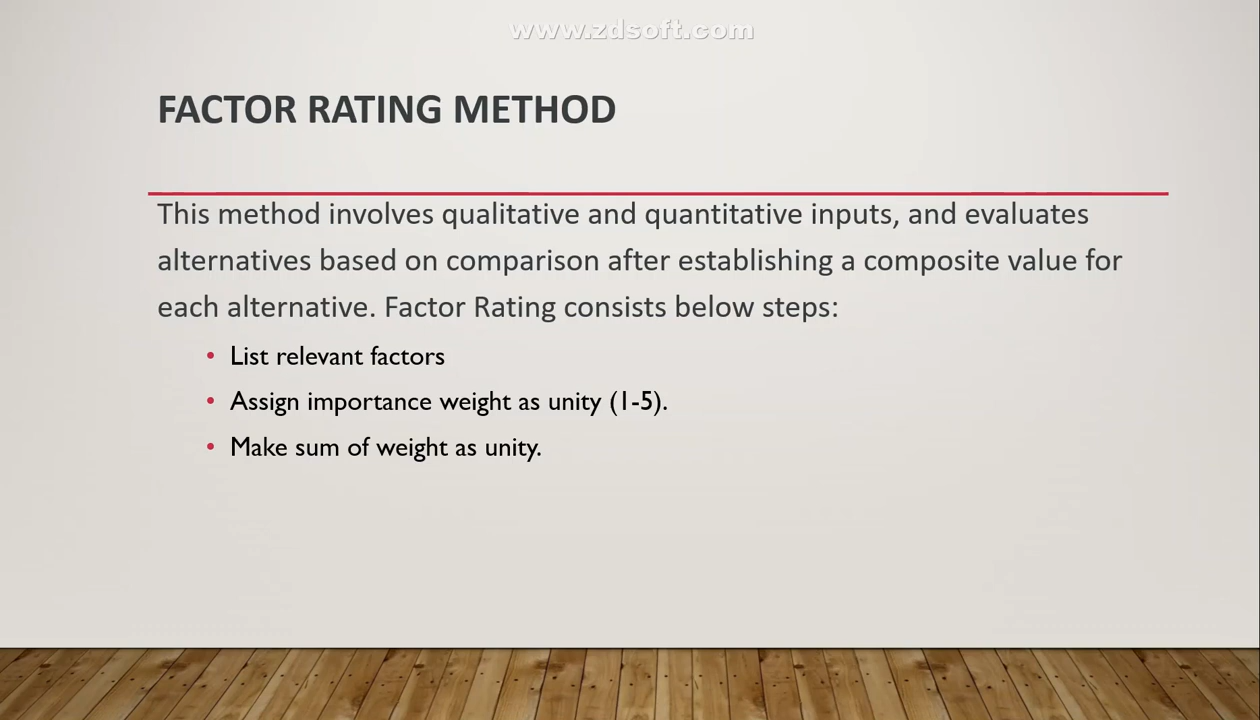 www.zdsoft.com
FACTOR RATING METHOD
This method involves qualitative and quantitative inputs, and evaluates
alternatives based on comparison after establishing a composite value for
each alternative. Factor Rating consists below steps:
• List relevant factors
• Assign importance weight as unity (1-5).
• Make sum of weight as unity.